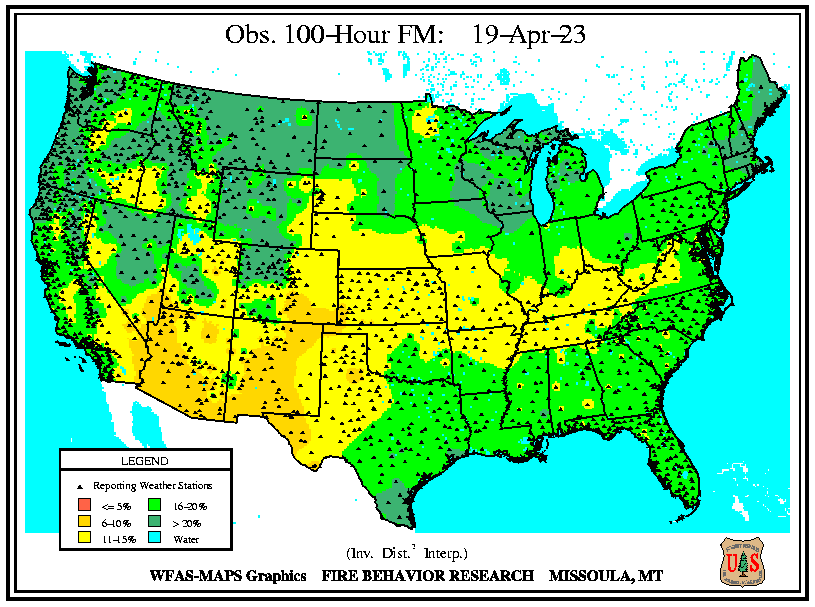 Obs. 100-Hour FM: 19-Apr-23
LEGEND
Reporting Weather Stations
<= 5%
16-20%
6-10%
> 20%
11-15%
Water
(Inv. Dist.² Interp.)
WFAS-MAPS Graphics FIRE BEHAVIOR RESEARCH MISSOULA, MT
U S